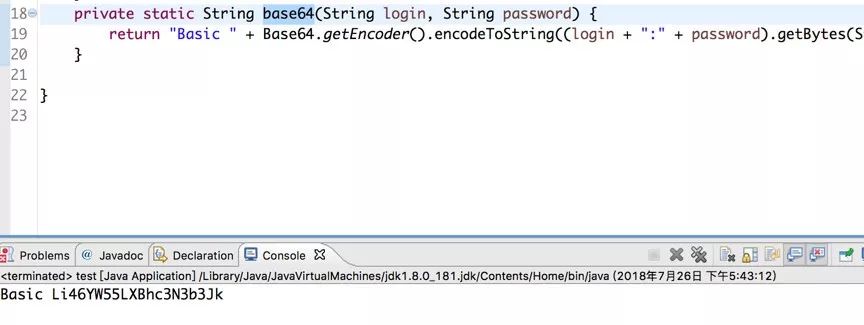 18 private static String base64(String login, String password) {
19 return "Basic " + Base64.getEncoder().encodeToString((login + ":" + password).getBytes(S
20 }
21
22 }
23
Problems @ Javadoc Declaration Console
<terminated> test [Java Application] /Library/Java/JavaVirtualMachines/jdk1.8.0_181.jdk/Contents/Home/bin/java (2018年7月26日 下午5:43:12)
Basic Li46YW55LXBhc3N3b3Jk